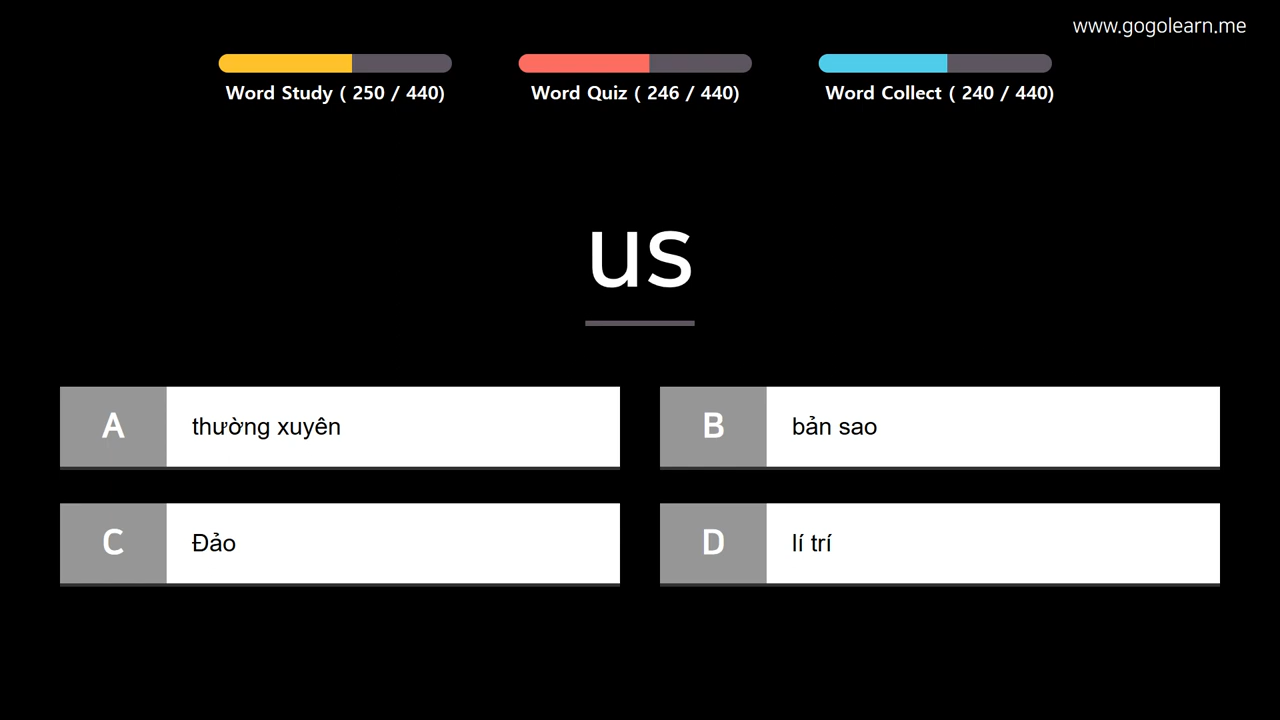 www.gogolearn.me
Word Study ( 250 / 440)
Word Quiz ( 246 / 440)
Word Collect ( 240 / 440)
us
A thường xuyên
B bản sao
C Đảo
D lí trí